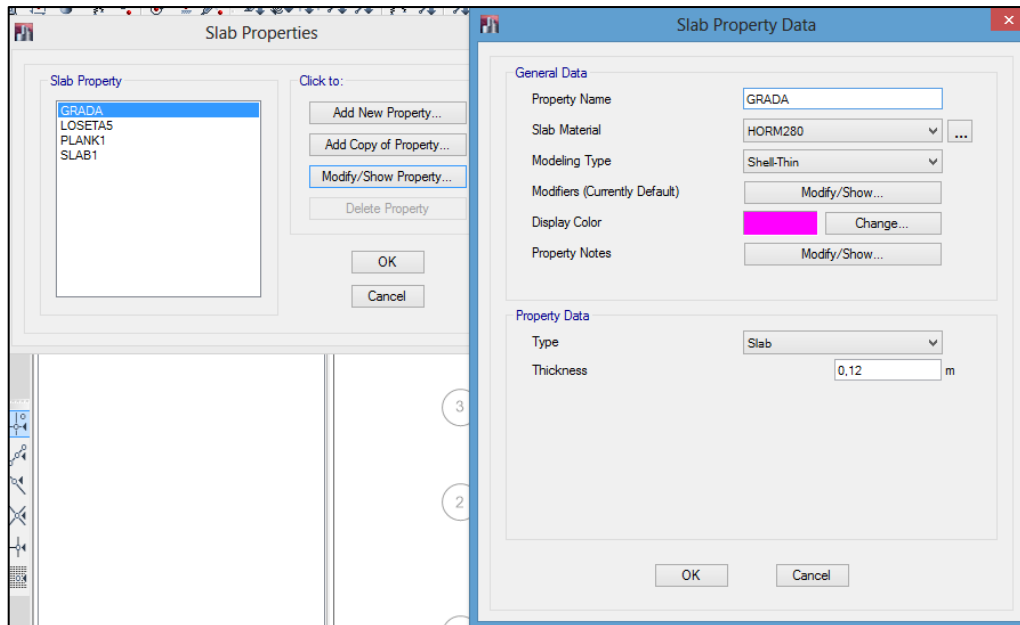 Slab Properties
Slab Property
GRADA
LOSETA5
PLANK1
SLAB1
Click to:
Add New Property...
Add Copy of Property...
Modify/Show Property...
Delete Property
OK
Cancel
3
2
Slab Property Data
General Data
Property Name GRADA
Slab Material HORM280 ...
Modeling Type Shell-Thin
Modifiers (Currently Default) Modify/Show...
Display Color Change...
Property Notes Modify/Show...
Property Data
Type Slab
Thickness 0,12 m
OK Cancel